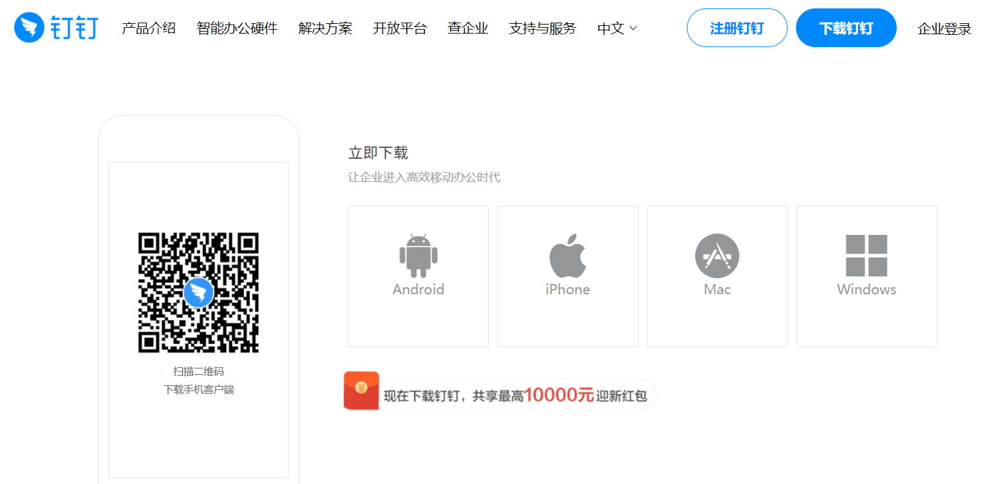 钉钉 产品介绍 智能办公硬件 解决方案 开放平台 查企业 支持与服务 中文 注册钉钉 下载钉钉 企业登录
立即下载
让企业进入高效移动办公时代
Android iPhone Mac Windows
扫描二维码
下载手机客户端
现在下载钉钉，共享最高10000元迎新红包